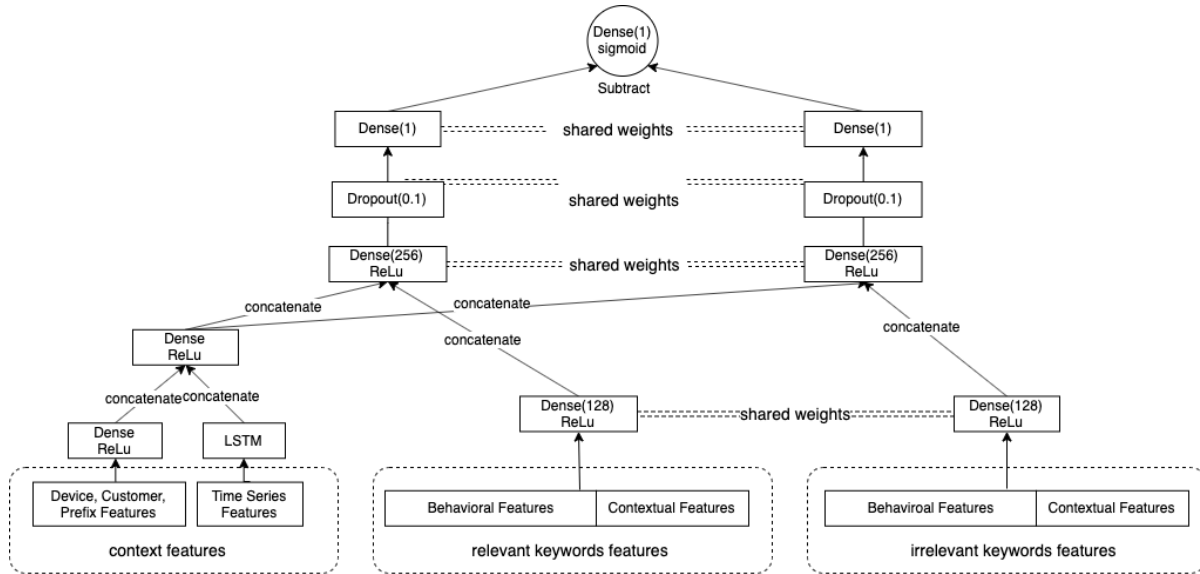 Dense(1)
sigmoid
Subtract
Dense(1)
shared weights
Dense(1)
Dropout(0.1)
shared weights
Dropout(0.1)
Dense(256)
ReLu
shared weights
Dense(256)
ReLu
concatenate
concatenate
concatenate
concatenate
Dense
ReLu
concatenate
concatenate
Dense(128)
ReLu
shared weights
Dense(128)
ReLu
Dense
ReLu
LSTM
Device, Customer,
Prefix Features
Time Series
Features
Behavioral Features
Contextual Features
Behaviroal Features
Contextual Features
context features
relevant keywords features
irrelevant keywords features